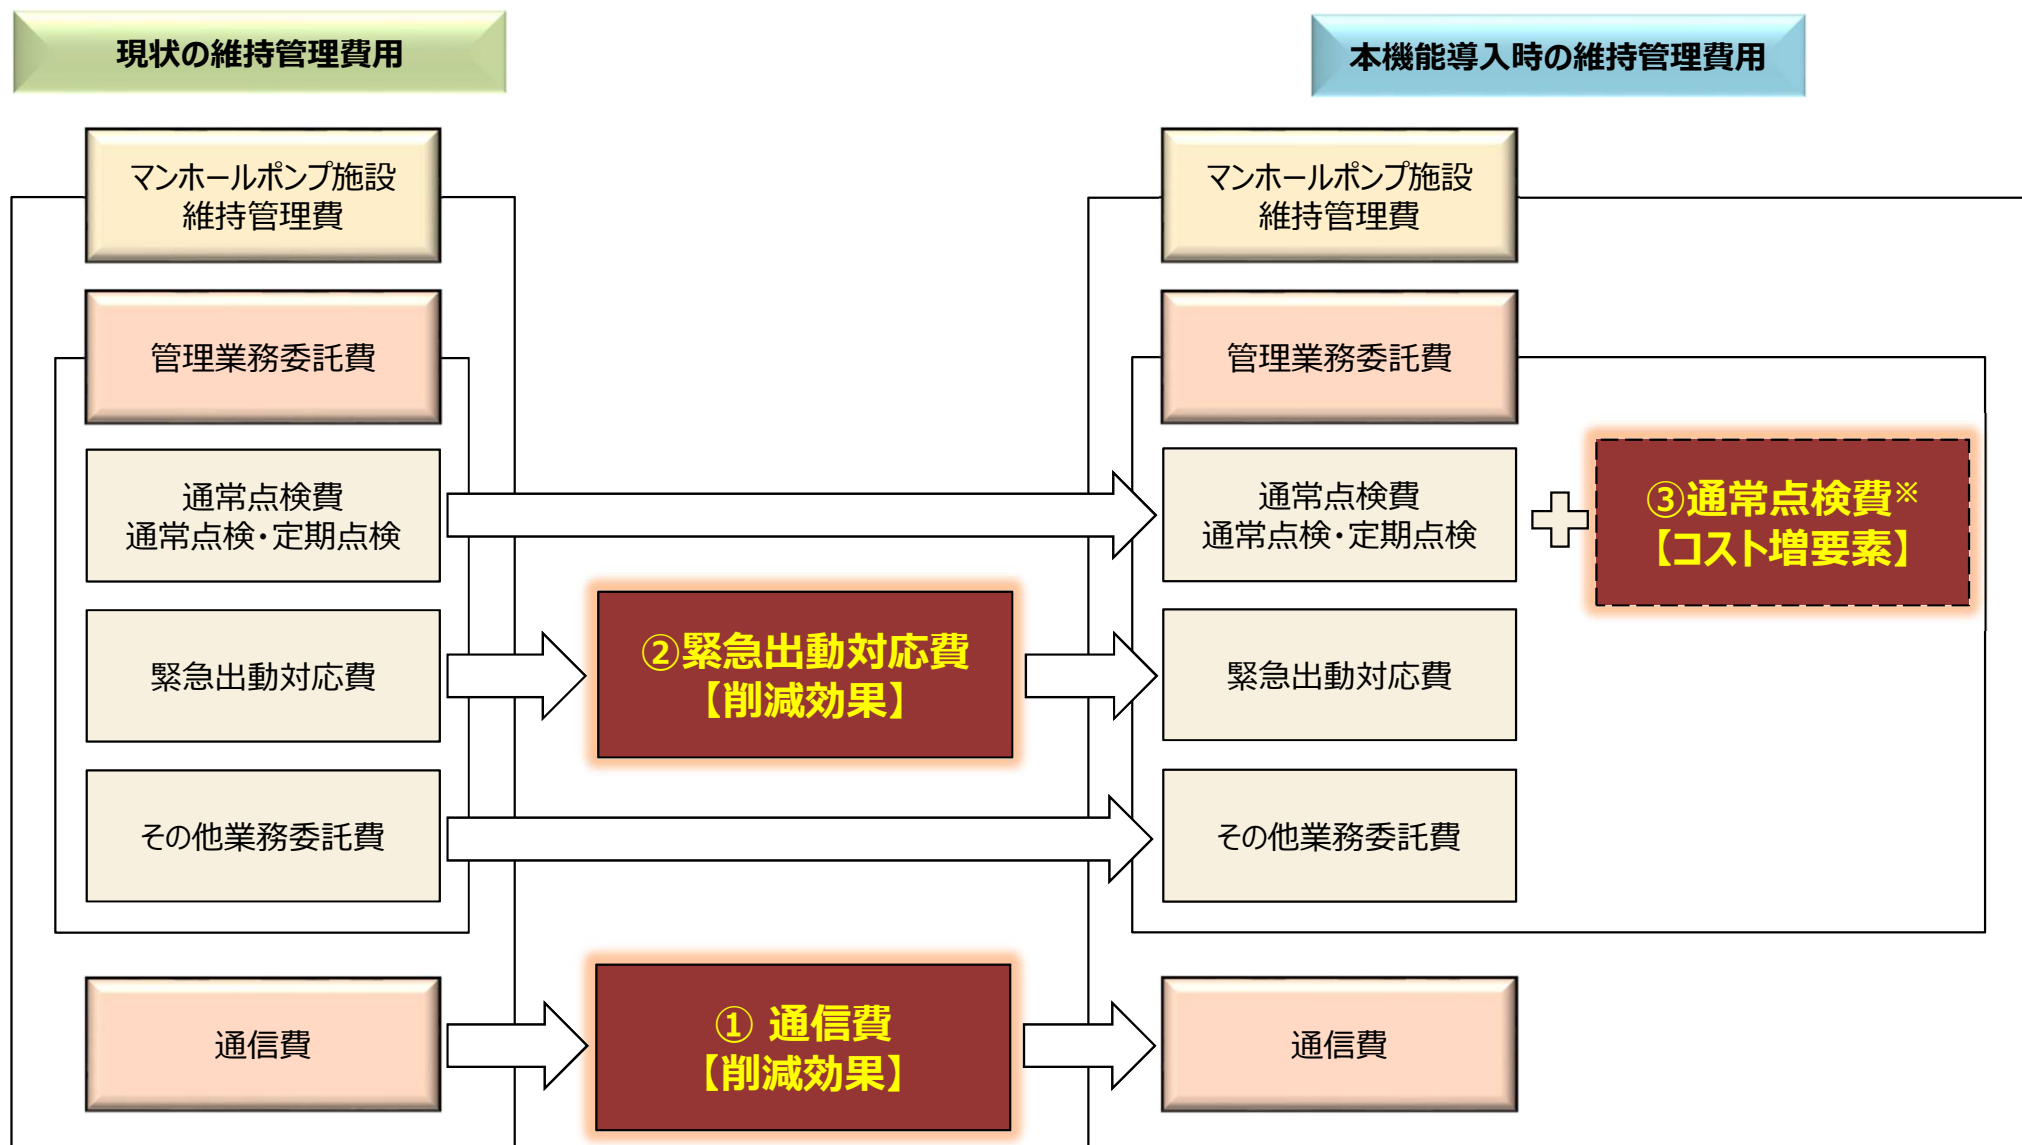 現状の維持管理費用
本機能導入時の維持管理費用
マンホールポンプ施設
維持管理費
管理業務委託費
通常点検費
通常点検・定期点検
緊急出動対応費
その他業務委託費
通信費
②緊急出動対応費
【削減効果】
① 通信費
【削減効果】
マンホールポンプ施設
維持管理費
管理業務委託費
通常点検費
通常点検・定期点検
③通常点検費※
【コスト増要素】
緊急出動対応費
その他業務委託費
通信費